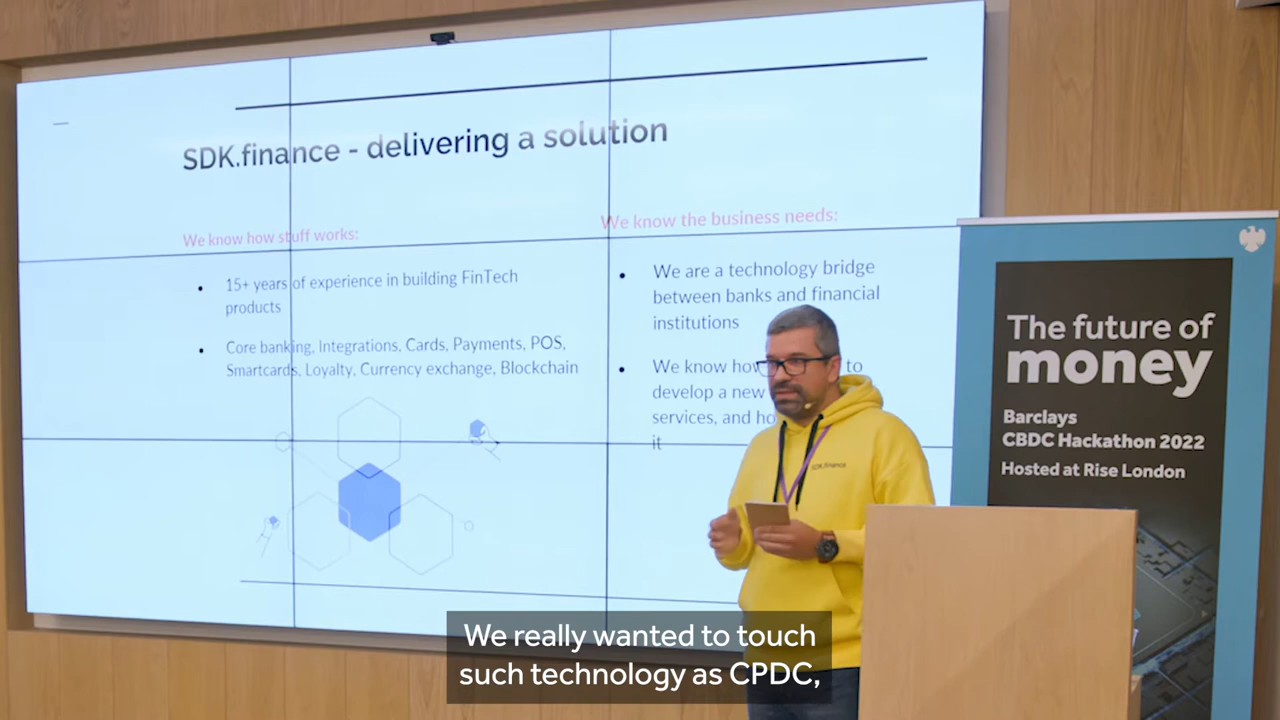 SDK.finance - delivering a solution
We know how stuff works:
15+ years of experience in building FinTech
products
Core banking, Integrations, Cards, Payments, POS,
Smartcards, Loyalty, Currency exchange, Blockchain
We know the business needs:
We are a technology bridge
between banks and financial
institutions
We know how to
develop a new
services, and
it
SDK.finance
The future of
money
Barclays
CBDC Hackathon 2022
Hosted at Rise London
We really wanted to touch
such technology as CPDC,